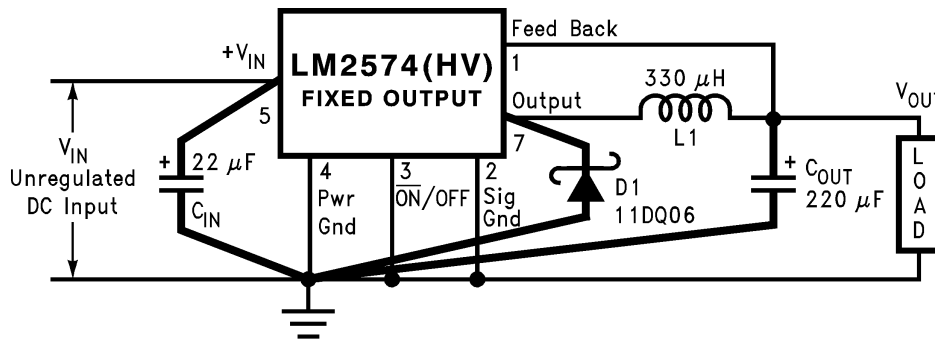 Feed Back
+VIN
LM2574(HV)
FIXED OUTPUT
1
330 μH
VOUT
Output
5
7
L1
VIN
Unregulated
DC Input
+
22 μF
CIN
4
Pwr
Gnd
3
ON/OFF
2
Sig
Gnd
D1
11DQ06
+
COUT
220 μF
LOAD